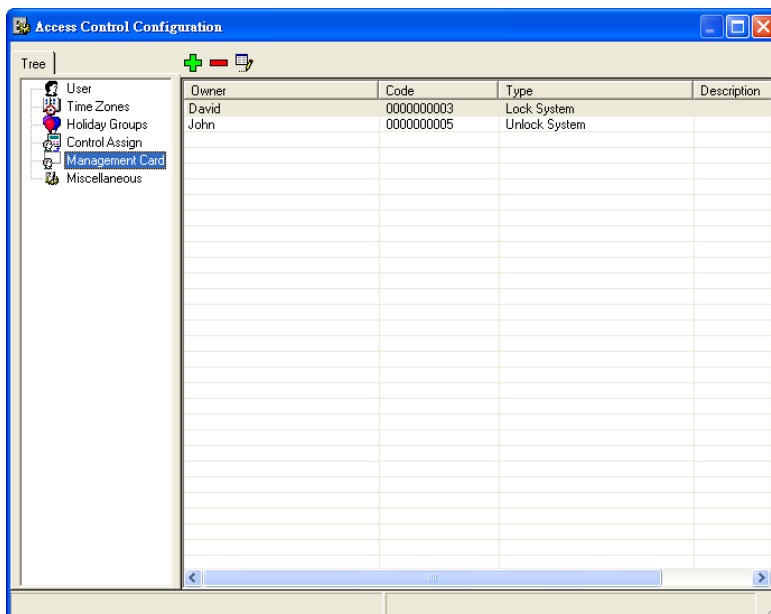 Access Control Configuration
Tree
User
Time Zones
Holiday Groups
Control Assign
Management Card
Miscellaneous
Owner Code Type Description
David 0000000003 Lock System
John 0000000005 Unlock System